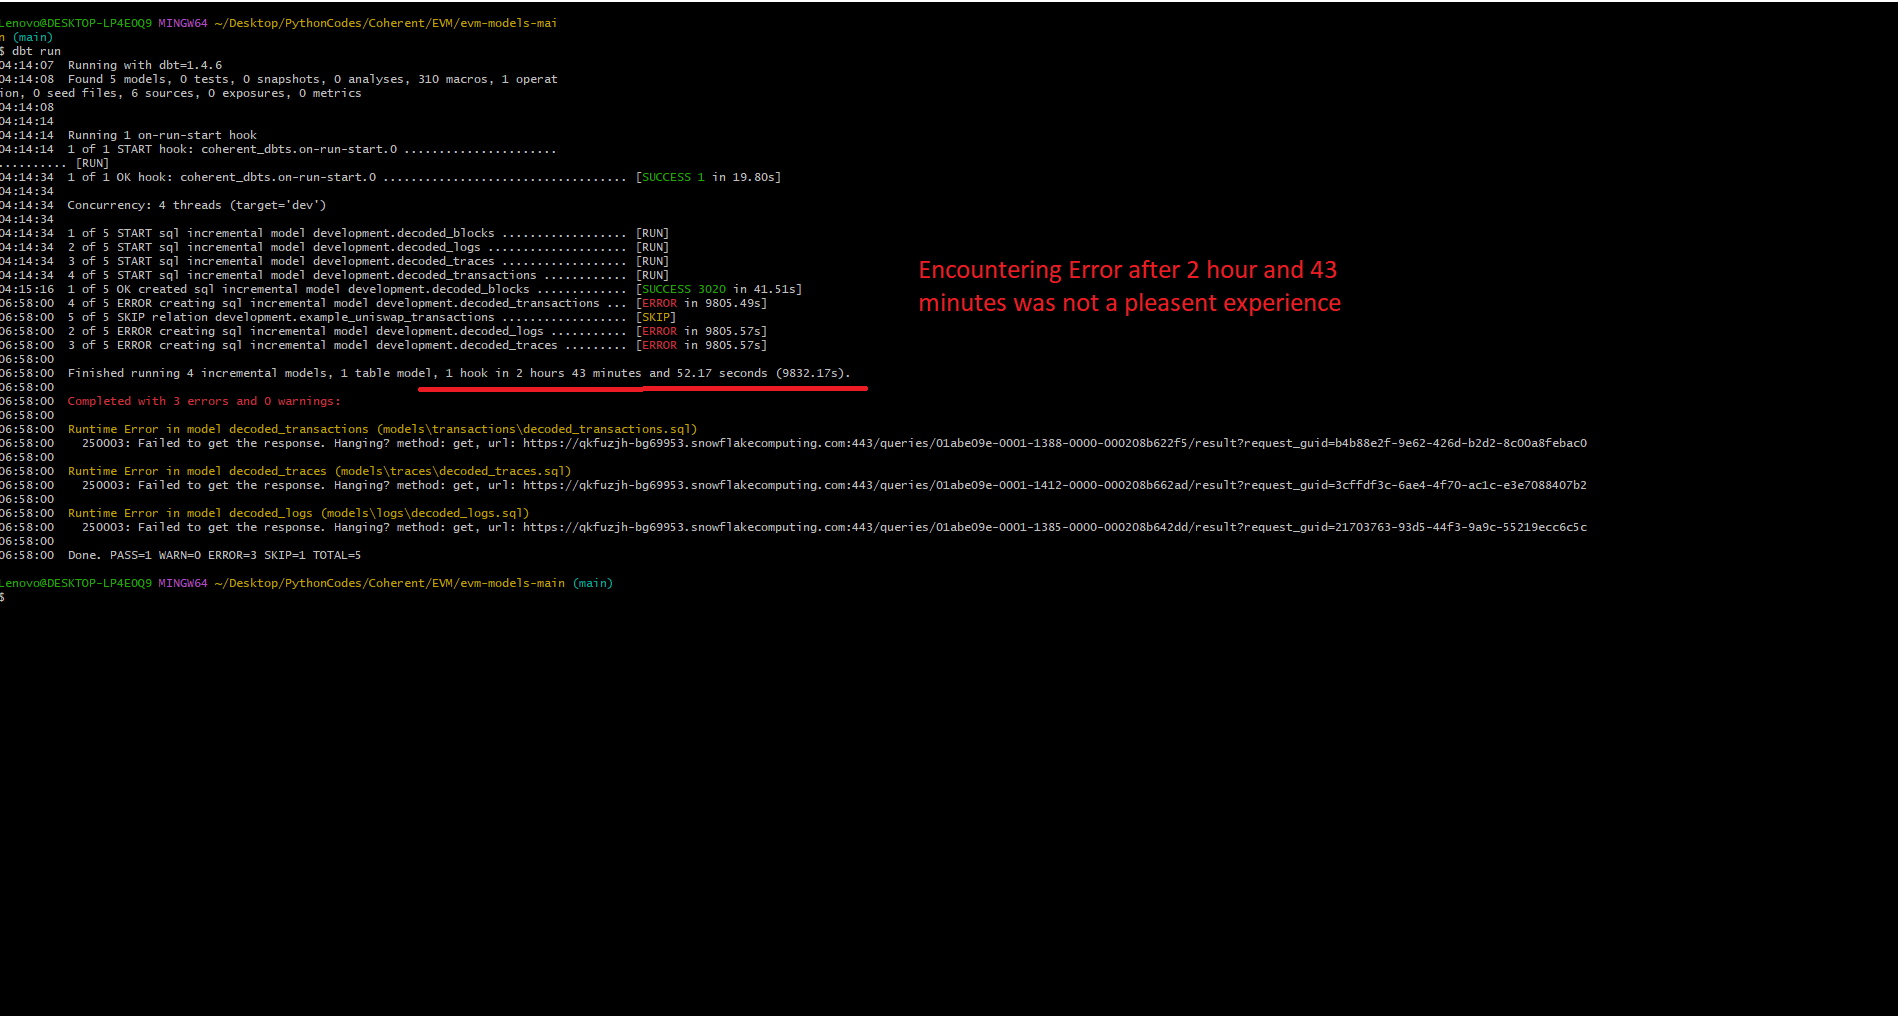 Lenovo@DESKTOP-LP4EOQ9 MINGW64 ~/Desktop/PythonCodes/Coherent/EVM/evm-models-mai
n (main)
$ dbt run
04:14:07  Running with dbt=1.4.6
04:14:08  Found 5 models, 0 tests, 0 snapshots, 0 analyses, 310 macros, 1 operat
ion, 0 seed files, 6 sources, 0 exposures, 0 metrics
04:14:08
04:14:14
04:14:14  Running 1 on-run-start hook
04:14:14  1 of 1 START hook: coherent_dbts.on-run-start.0 ......................
.......... [RUN]
04:14:34  1 of 1 OK hook: coherent_dbts.on-run-start.0 ................................... [SUCCESS 1 in 19.80s]
04:14:34
04:14:34  Concurrency: 4 threads (target='dev')
04:14:34
04:14:34  1 of 5 START sql incremental model development.decoded_blocks .................. [RUN]
04:14:34  2 of 5 START sql incremental model development.decoded_logs .................... [RUN]
04:14:34  3 of 5 START sql incremental model development.decoded_traces .................. [RUN]
04:14:34  4 of 5 START sql incremental model development.decoded_transactions ............ [RUN]
04:15:16  1 of 5 OK created sql incremental model development.decoded_blocks ............. [SUCCESS 3020 in 41.51s]
06:58:00  4 of 5 ERROR creating sql incremental model development.decoded_transactions ... [ERROR in 9805.49s]
06:58:00  5 of 5 SKIP relation development.example_uniswap_transactions .................. [SKIP]
06:58:00  2 of 5 ERROR creating sql incremental model development.decoded_logs ........... [ERROR in 9805.57s]
06:58:00  3 of 5 ERROR creating sql incremental model development.decoded_traces ......... [ERROR in 9805.57s]
06:58:00
06:58:00  Finished running 4 incremental models, 1 table model, 1 hook in 2 hours 43 minutes and 52.17 seconds (9832.17s).
06:58:00
06:58:00  Completed with 3 errors and 0 warnings:
06:58:00
06:58:00  Runtime Error in model decoded_transactions (models\transactions\decoded_transactions.sql)
06:58:00    250003: Failed to get the response. Hanging? method: get, url: https://qkfuzjh-bg69953.snowflakecomputing.com:443/queries/01abe09e-0001-1388-0000-000208b622f5/result?request_guid=b4b88e2f-9e62-426d-b2d2-8c00a8febac0
06:58:00
06:58:00  Runtime Error in model decoded_traces (models\traces\decoded_traces.sql)
06:58:00    250003: Failed to get the response. Hanging? method: get, url: https://qkfuzjh-bg69953.snowflakecomputing.com:443/queries/01abe09e-0001-1412-0000-000208b662ad/result?request_guid=3cffdf3c-6ae4-4f70-ac1c-e3e7088407b2
06:58:00
06:58:00  Runtime Error in model decoded_logs (models\logs\decoded_logs.sql)
06:58:00    250003: Failed to get the response. Hanging? method: get, url: https://qkfuzjh-bg69953.snowflakecomputing.com:443/queries/01abe09e-0001-1385-0000-000208b642dd/result?request_guid=21703763-93d5-44f3-9a9c-55219ecc6c5c
06:58:00
06:58:00  Done. PASS=1 WARN=0 ERROR=3 SKIP=1 TOTAL=5
Lenovo@DESKTOP-LP4EOQ9 MINGW64 ~/Desktop/PythonCodes/Coherent/EVM/evm-models-main (main)
$
Encountering Error after 2 hour and 43
minutes was not a pleasent experience